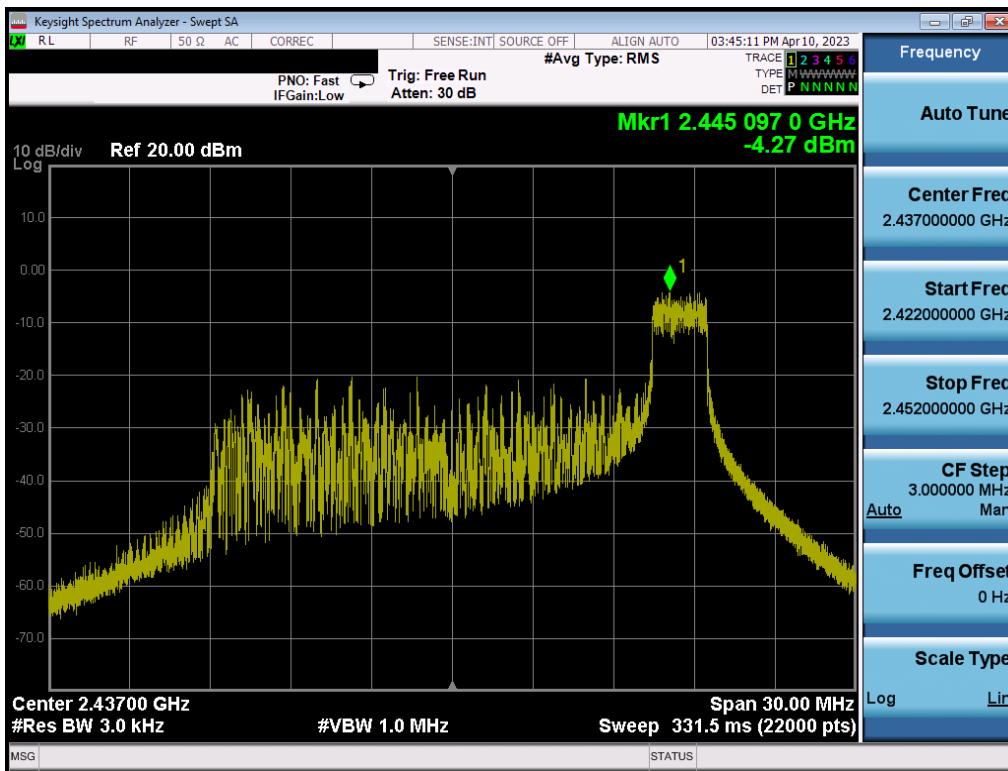 Keysight Spectrum Analyzer - Swept SA
LXI RL RF 50 Ω AC CORREC SENSE:INT SOURCE OFF ALIGN AUTO 03:45:11 PM Apr 10, 2023
#Avg Type: RMS
TRACE 1 2 3 4 5 6
TYPE M WWWWW
DET P N N N N N
PNO: Fast
IFGain:Low
Trig: Free Run
Atten: 30 dB
Mkr1 2.445 097 0 GHz
-4.27 dBm
10 dB/div
Log
Ref 20.00 dBm
10.0
0.00
-10.0
-20.0
-30.0
-40.0
-50.0
-60.0
-70.0
1
Center 2.43700 GHz
#Res BW 3.0 kHz
#VBW 1.0 MHz
Span 30.00 MHz
Sweep 331.5 ms (22000 pts)
MSG
STATUS
Frequency
Auto Tune
Center Freq
2.437000000 GHz
Start Freq
2.422000000 GHz
Stop Freq
2.452000000 GHz
CF Step
3.000000 MHz
Auto Man
Freq Offset
0 Hz
Scale Type
Log Lin